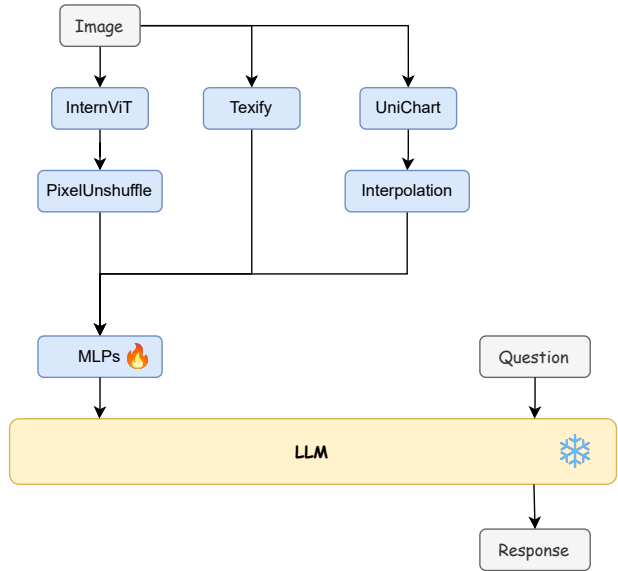 Image
InternViT
Texify
UniChart
PixelUnshuffle
Interpolation
MLPs
Question
LLM
Response